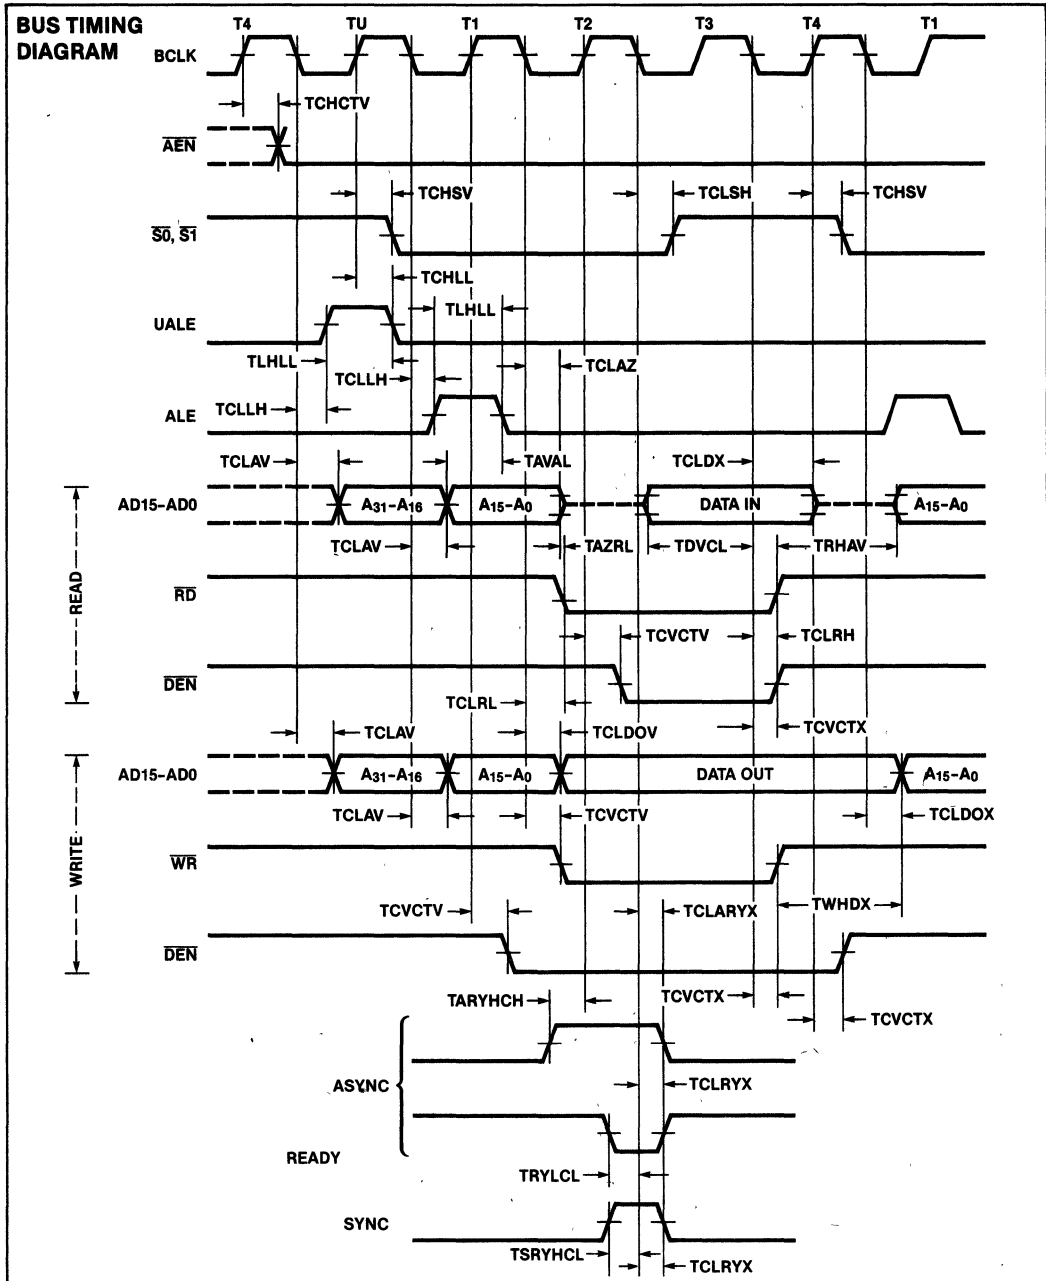 BUS TIMING
DIAGRAM
T4 TU T1 T2 T3 T4 T1
BCLK
TCHCTV
AEN
TCHSV TCLSH TCHSV
S0, S1
TCHLL
TLHLL
UALE
TLHLL TCLAZ
TCLLH
ALE
TCLLH
TCLAV TAVAL TCLDX
AD15–AD0 A31–A16 A15–A0 DATA IN A15–A0
TCLAV TAZRL TDVCL TRHAV
READ
RD
TCVCTV TCLRH
DEN
TCLRL
TCLAV TCLDOV TCVCTX
AD15–AD0 A31–A16 A15–A0 DATA OUT A15–A0
TCLAV TCVCTV TCLDOX
WRITE
WR
TCVCTV TCLARYX TWHDX
DEN
TARYHCH TCVCTX
TCVCTX
ASYNC
TCLRYX
READY
TRYLCL
SYNC
TSRYHCL
TCLRYX